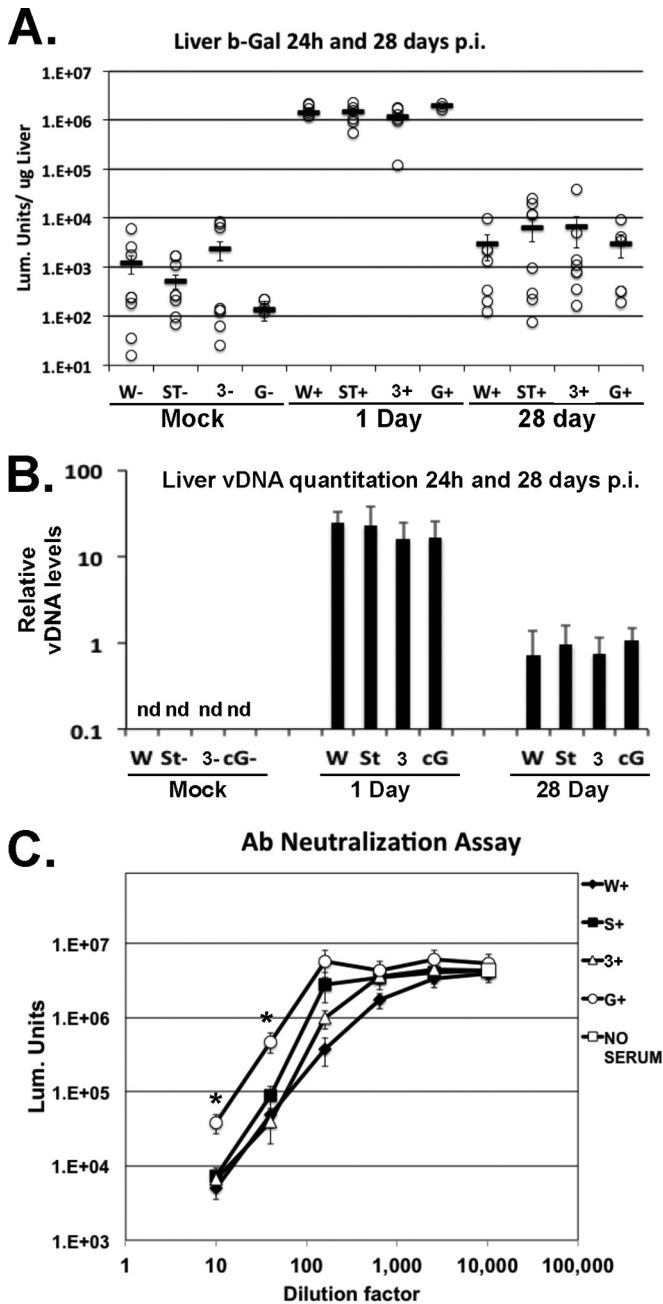 A.
Liver b-Gal 24h and 28 days p.i.
Lum. Units/ ug Liver
1.E+07
1.E+06
1.E+05
1.E+04
1.E+03
1.E+02
1.E+01
W- ST- 3- G- W+ ST+ 3+ G+ W+ ST+ 3+ G+
Mock 1 Day 28 day
B.
Liver vDNA quantitation 24h and 28 days p.i.
Relative
vDNA levels
100
10
1
0.1
nd nd nd nd
W St- 3- cG- W St 3 cG W St 3 cG
Mock 1 Day 28 Day
C.
Ab Neutralization Assay
Lum. Units
1.E+07
1.E+06
1.E+05
1.E+04
1.E+03
* *
1 10 100 1,000 10,000 100,000
Dilution factor
W+
S+
3+
G+
NO
SERUM